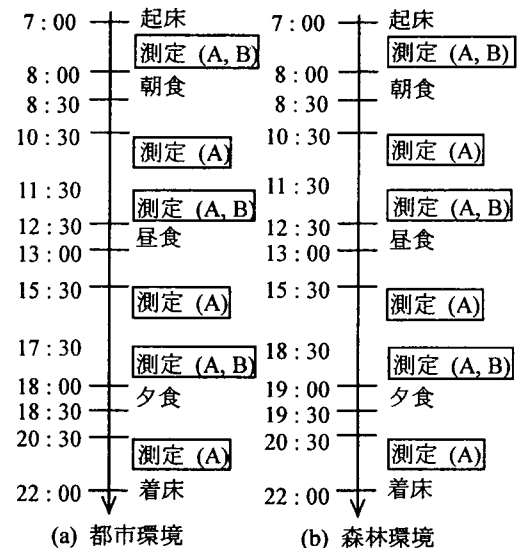 7：00 起床
測定 (A, B)
8：00 朝食
8：30
10：30
測定 (A)
11：30
測定 (A, B)
12：30 昼食
13：00
15：30
測定 (A)
17：30
測定 (A, B)
18：00 夕食
18：30
20：30
測定 (A)
22：00 着床
(a) 都市環境
7：00 起床
測定 (A, B)
8：00 朝食
8：30
10：30
測定 (A)
11：30
測定 (A, B)
12：30 昼食
13：00
15：30
測定 (A)
18：30
測定 (A, B)
19：00 夕食
19：30
20：30
測定 (A)
22：00 着床
(b) 森林環境